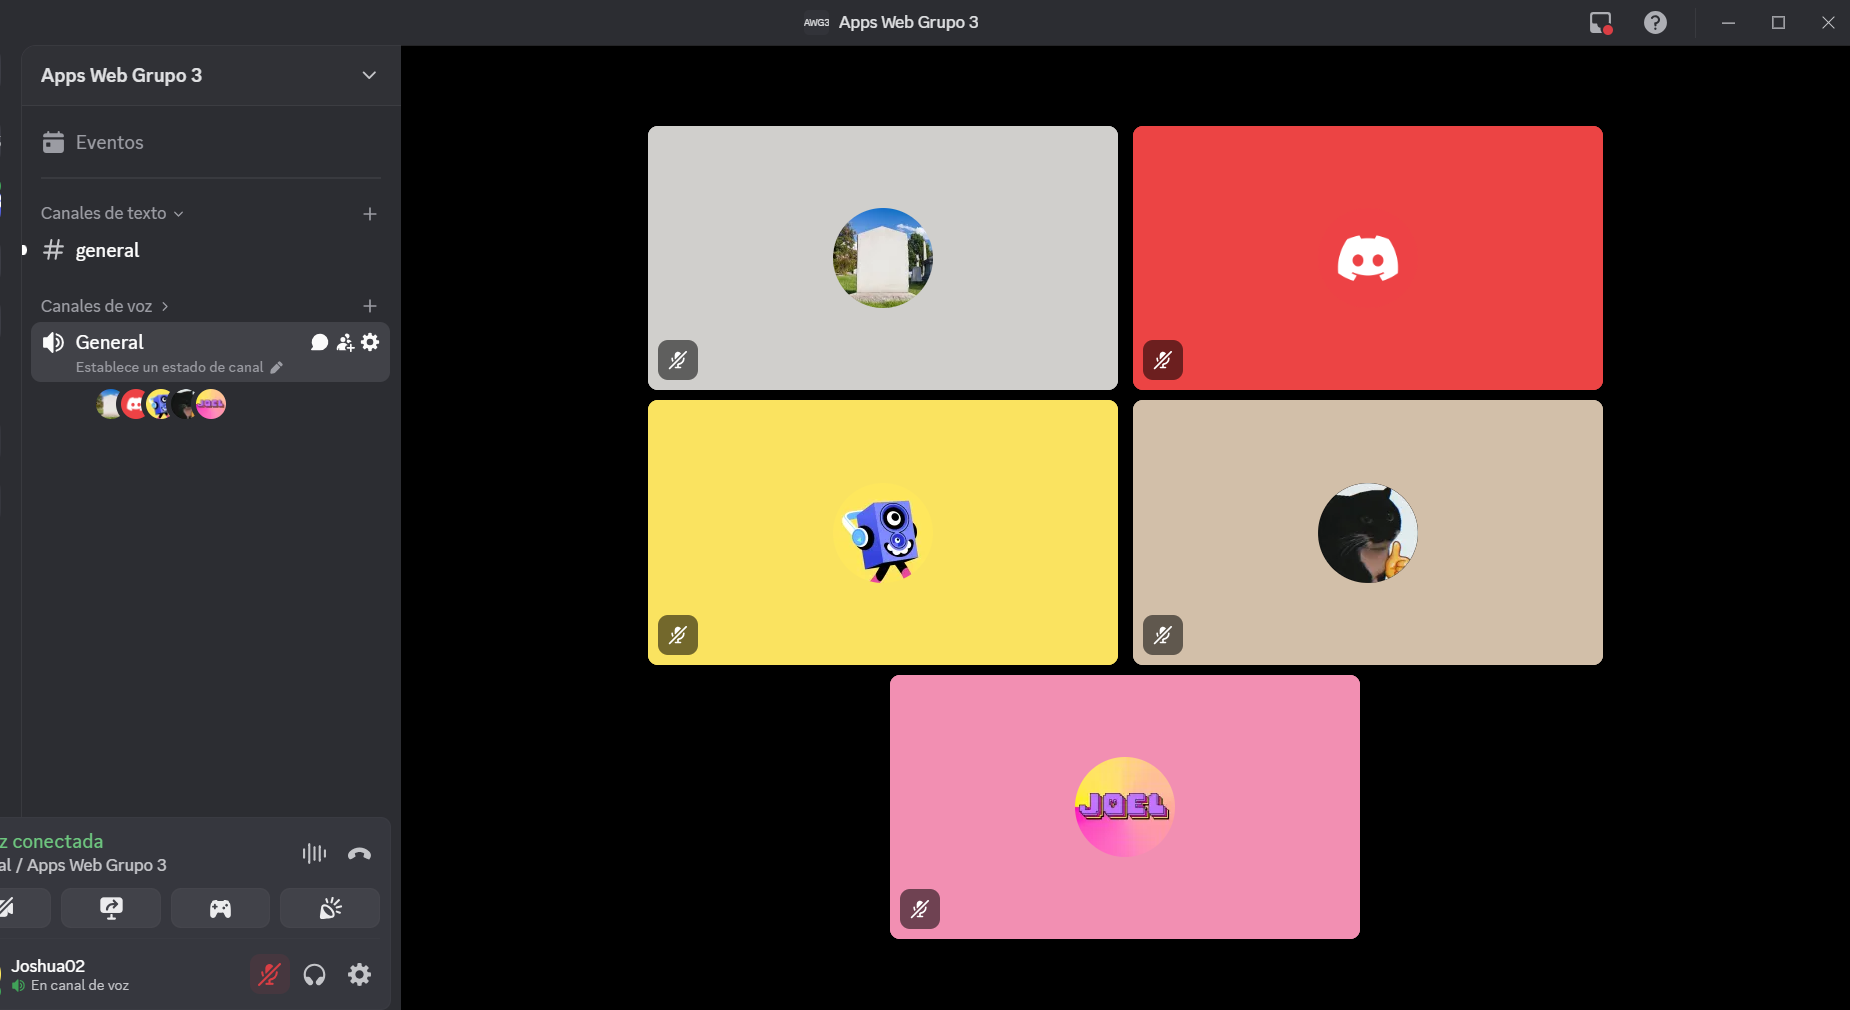 AWG3 Apps Web Grupo 3
Apps Web Grupo 3
Eventos
Canales de texto
general
Canales de voz
General
Establece un estado de canal
JOEL
z conectada
al / Apps Web Grupo 3
Joshua02
En canal de voz
JOEL